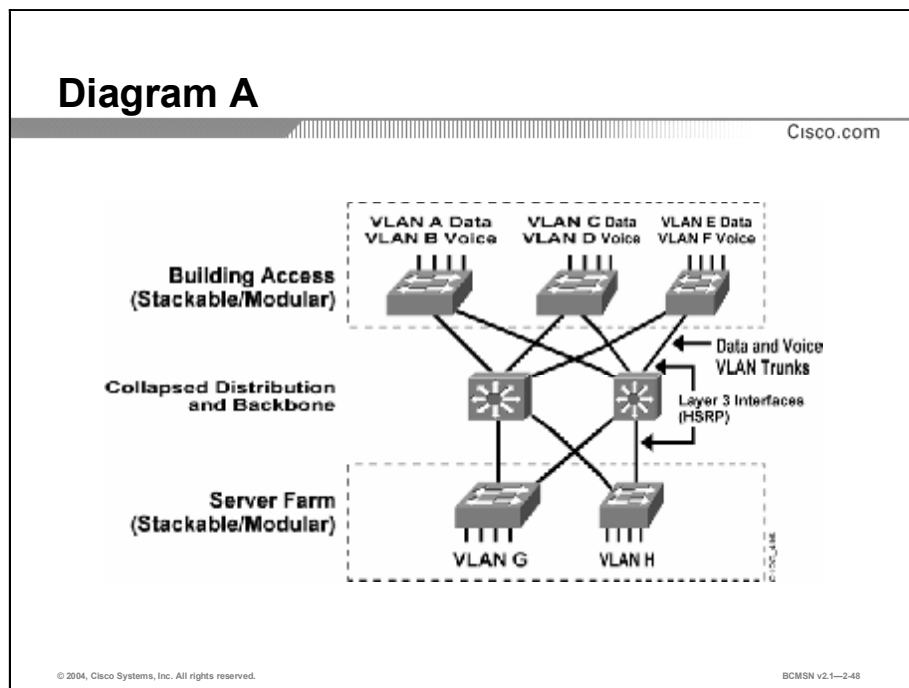 Diagram A
Cisco.com
VLAN A Data
VLAN B Voice
VLAN C Data
VLAN D Voice
VLAN E Data
VLAN F Voice
Building Access
(Stackable/Modular)
Data and Voice
VLAN Trunks
Collapsed Distribution
and Backbone
Layer 3 Interfaces
(HSRP)
Server Farm
(Stackable/Modular)
VLAN G
VLAN H
© 2004, Cisco Systems, Inc. All rights reserved.
BCMSN v2.1—2-48